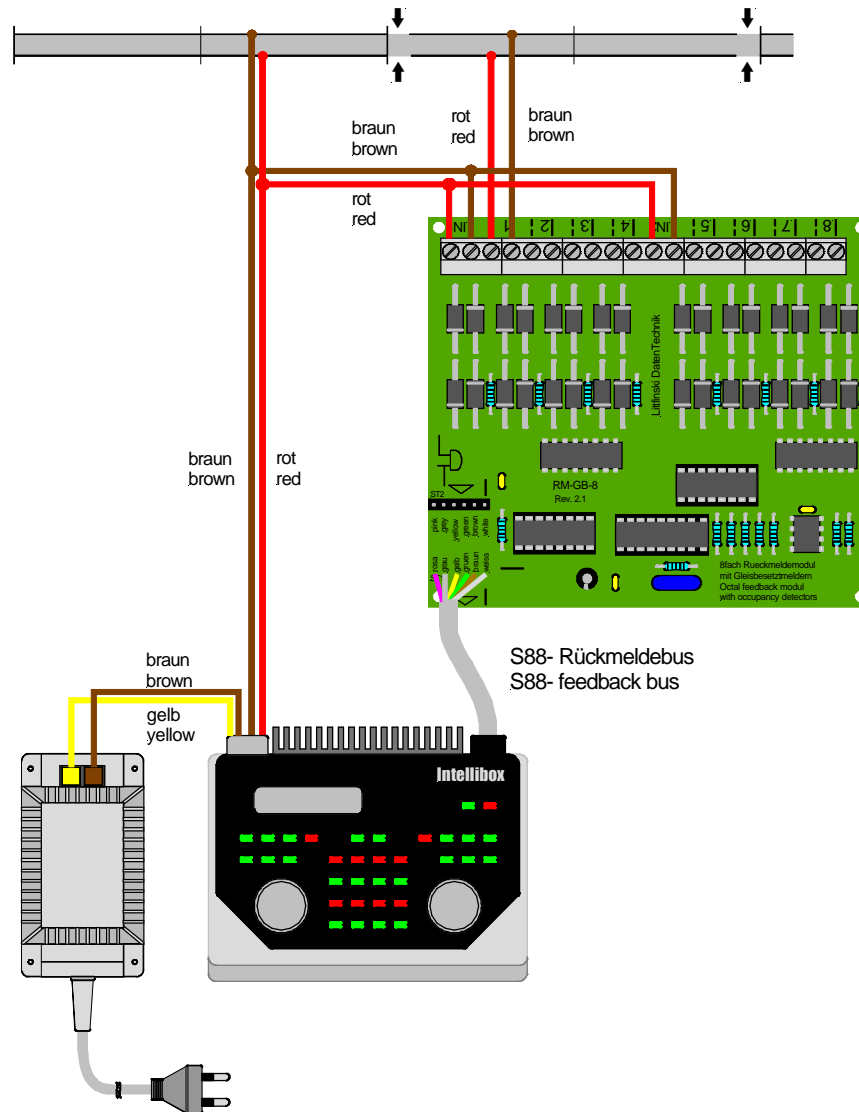 rot
red
braun
brown
braun
brown
rot
red
IN
1
2
3
4
IN
5
6
7
8
Littfinski DatenTechnik
braun
brown
rot
red
RM-GB-8
Rev. 2.1
ST2
pink
grey
yellow
green
brown
white
rosa
grau
gelb
gruen
braun
weiss
8fach Rueckmeldemodul
mit Gleisbesetztmeldern
Octal feedback modul
with occupancy detectors
S88- Rückmeldebus
S88- feedback bus
braun
brown
gelb
yellow
Intellibox